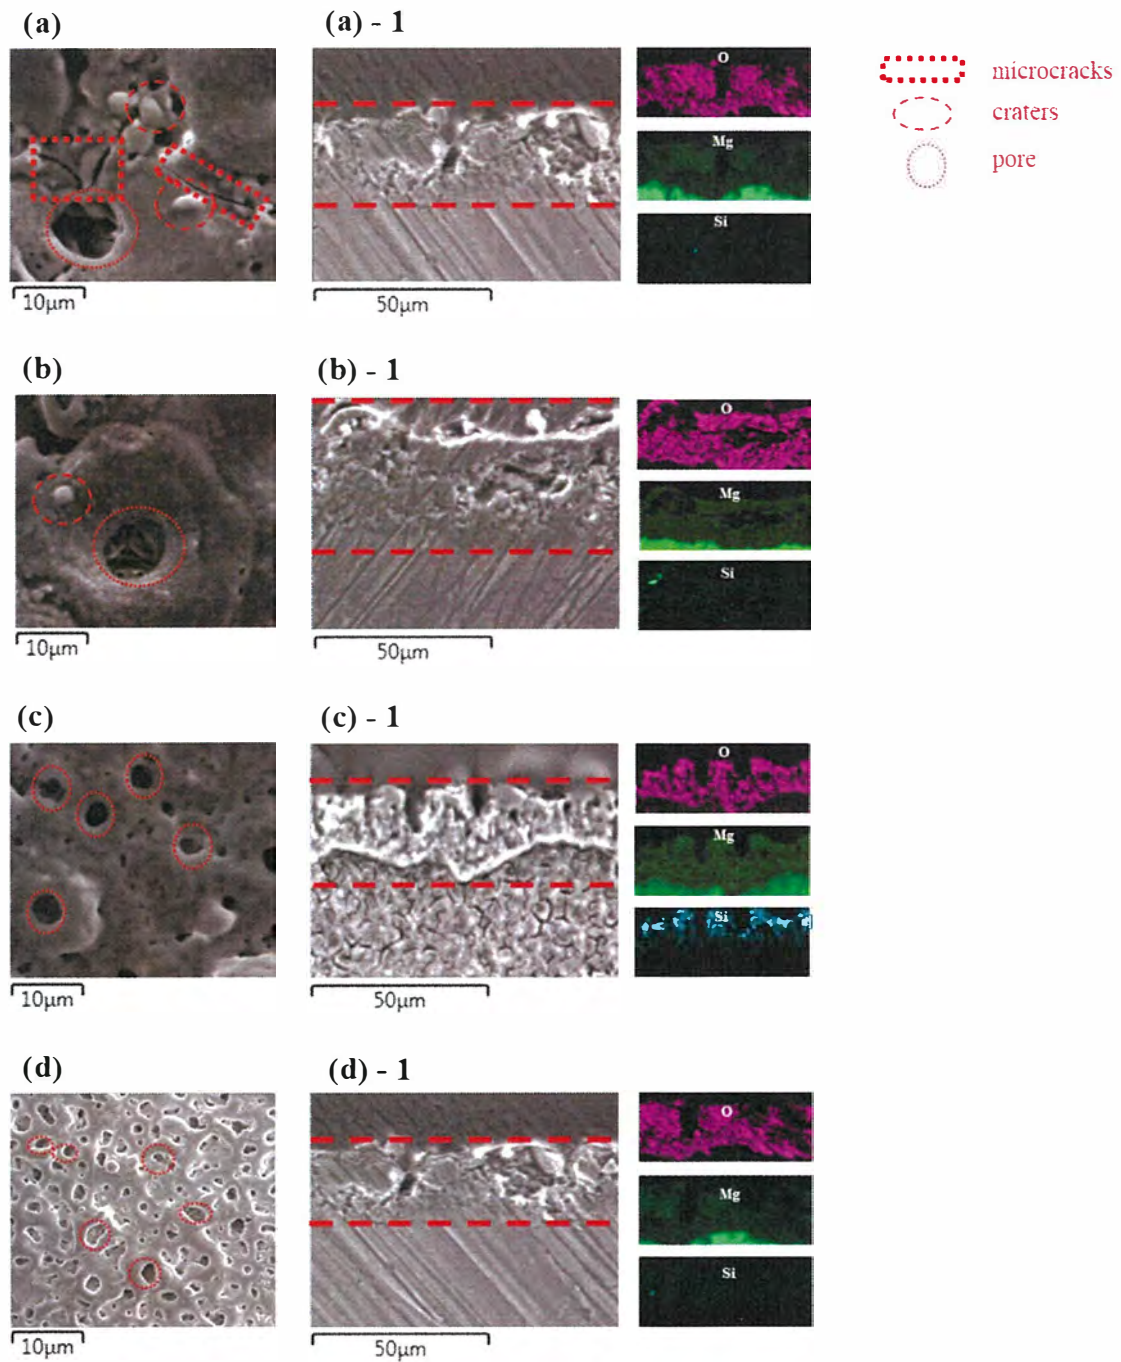 (a)
(a) - 1
O
Mg
Si
10μm
50μm
microcracks
craters
pore
(b)
(b) - 1
O
Mg
Si
10μm
50μm
(c)
(c) - 1
O
Mg
Si
10μm
50μm
(d)
(d) - 1
O
Mg
Si
10μm
50μm